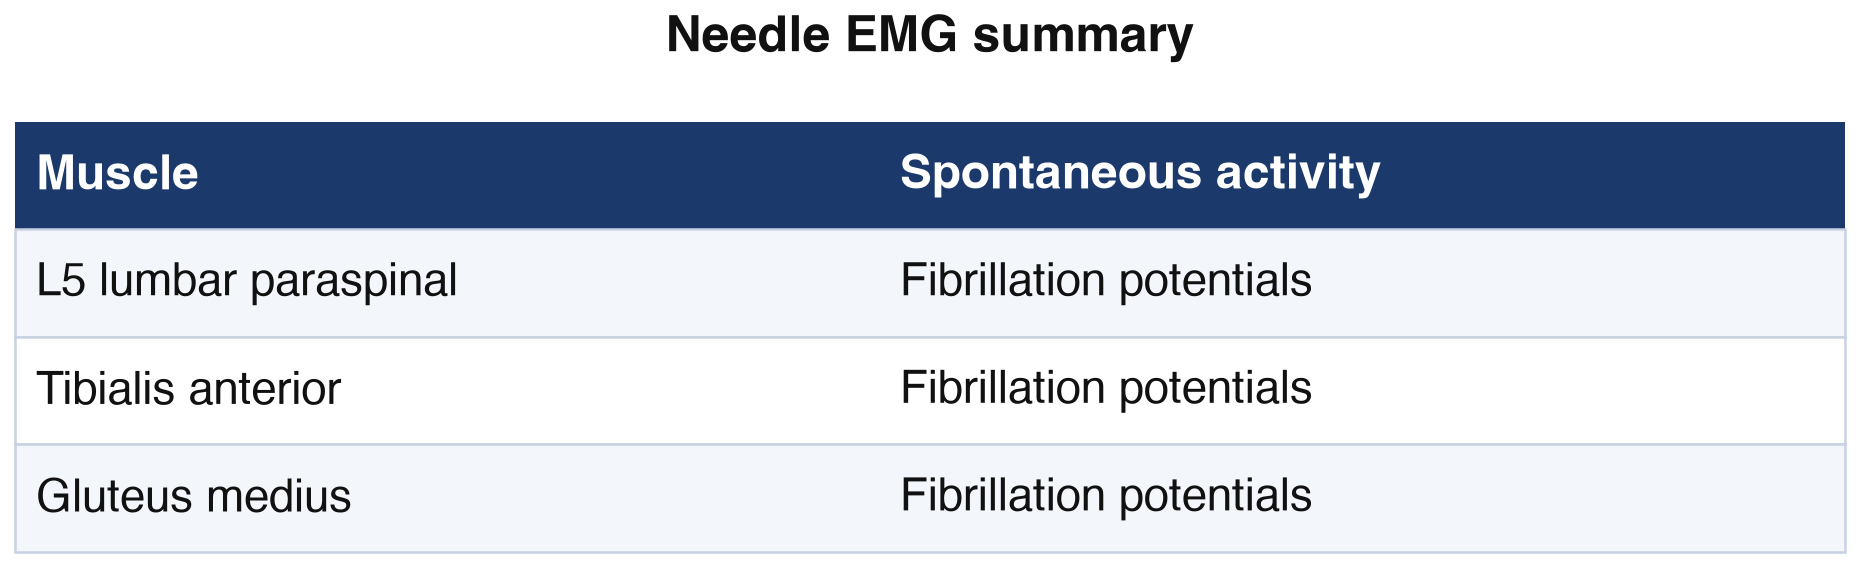 Needle EMG summary
Muscle Spontaneous activity
L5 lumbar paraspinal Fibrillation potentials
Tibialis anterior Fibrillation potentials
Gluteus medius Fibrillation potentials